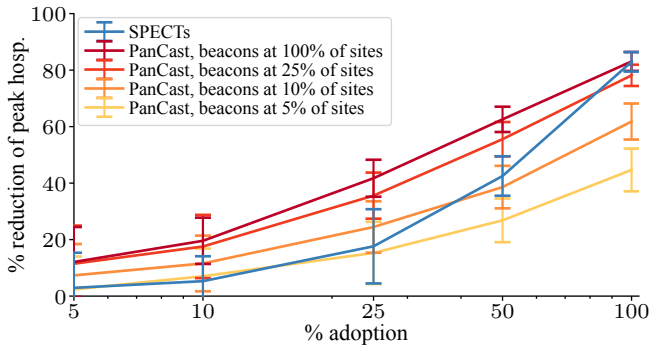 % reduction of peak hosp.
100
80
60
40
20
0
SPECTs
PanCast, beacons at 100% of sites
PanCast, beacons at 25% of sites
PanCast, beacons at 10% of sites
PanCast, beacons at 5% of sites
5 10 25 50 100
% adoption